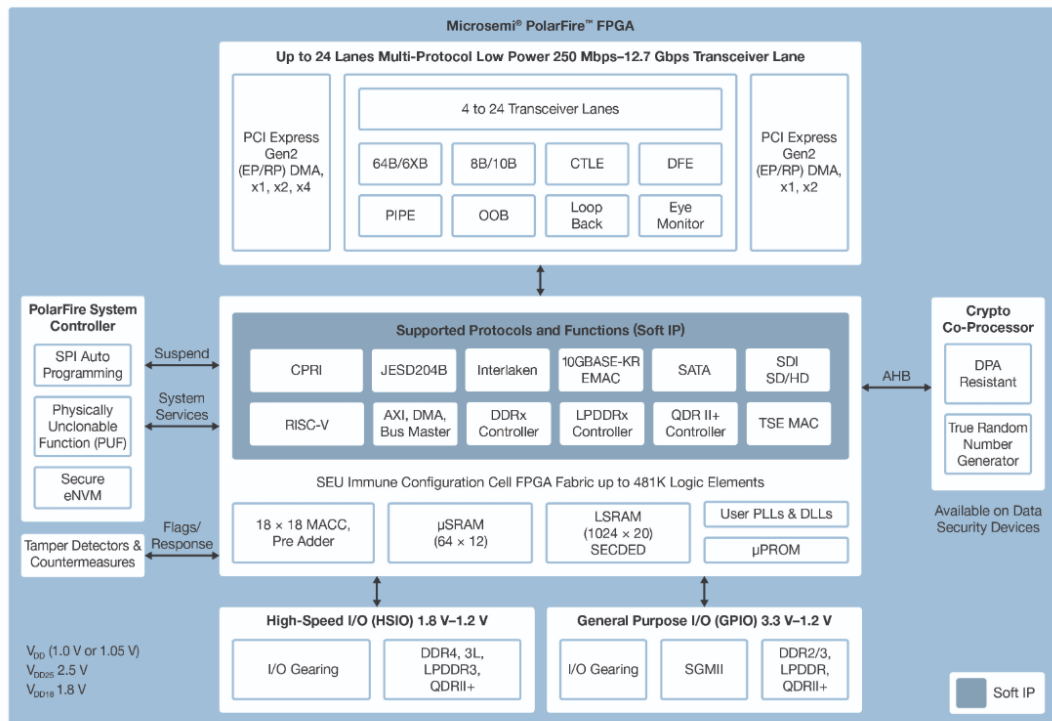 Microsemi® PolarFire™ FPGA
Up to 24 Lanes Multi-Protocol Low Power 250 Mbps–12.7 Gbps Transceiver Lane
PCI Express
Gen2
(EP/RP) DMA,
x1, x2, x4
4 to 24 Transceiver Lanes
64B/6XB
8B/10B
CTLE
DFE
PIPE
OOB
Loop
Back
Eye
Monitor
PCI Express
Gen2
(EP/RP) DMA,
x1, x2
PolarFire System
Controller
SPI Auto
Programming
Physically
Unclonable
Function (PUF)
Secure
eNVM
Tamper Detectors &
Countermeasures
Suspend
System
Services
Flags/
Response
Supported Protocols and Functions (Soft IP)
CPRI
JESD204B
Interlaken
10GBASE-KR
EMAC
SATA
SDI
SD/HD
RISC-V
AXI, DMA,
Bus Master
DDRx
Controller
LPDDRx
Controller
QDR II+
Controller
TSE MAC
SEU Immune Configuration Cell FPGA Fabric up to 481K Logic Elements
18 × 18 MACC,
Pre Adder
µSRAM
(64 × 12)
LSRAM
(1024 × 20)
SECDED
User PLLs & DLLs
µPROM
AHB
Crypto
Co-Processor
DPA
Resistant
True Random
Number
Generator
Available on Data
Security Devices
High-Speed I/O (HSIO) 1.8 V–1.2 V
I/O Gearing
DDR4, 3L,
LPDDR3,
QDRII+
General Purpose I/O (GPIO) 3.3 V–1.2 V
I/O Gearing
SGMII
DDR2/3,
LPDDR,
QDRII+
VDD (1.0 V or 1.05 V)
VDD25 2.5 V
VDD18 1.8 V
Soft IP